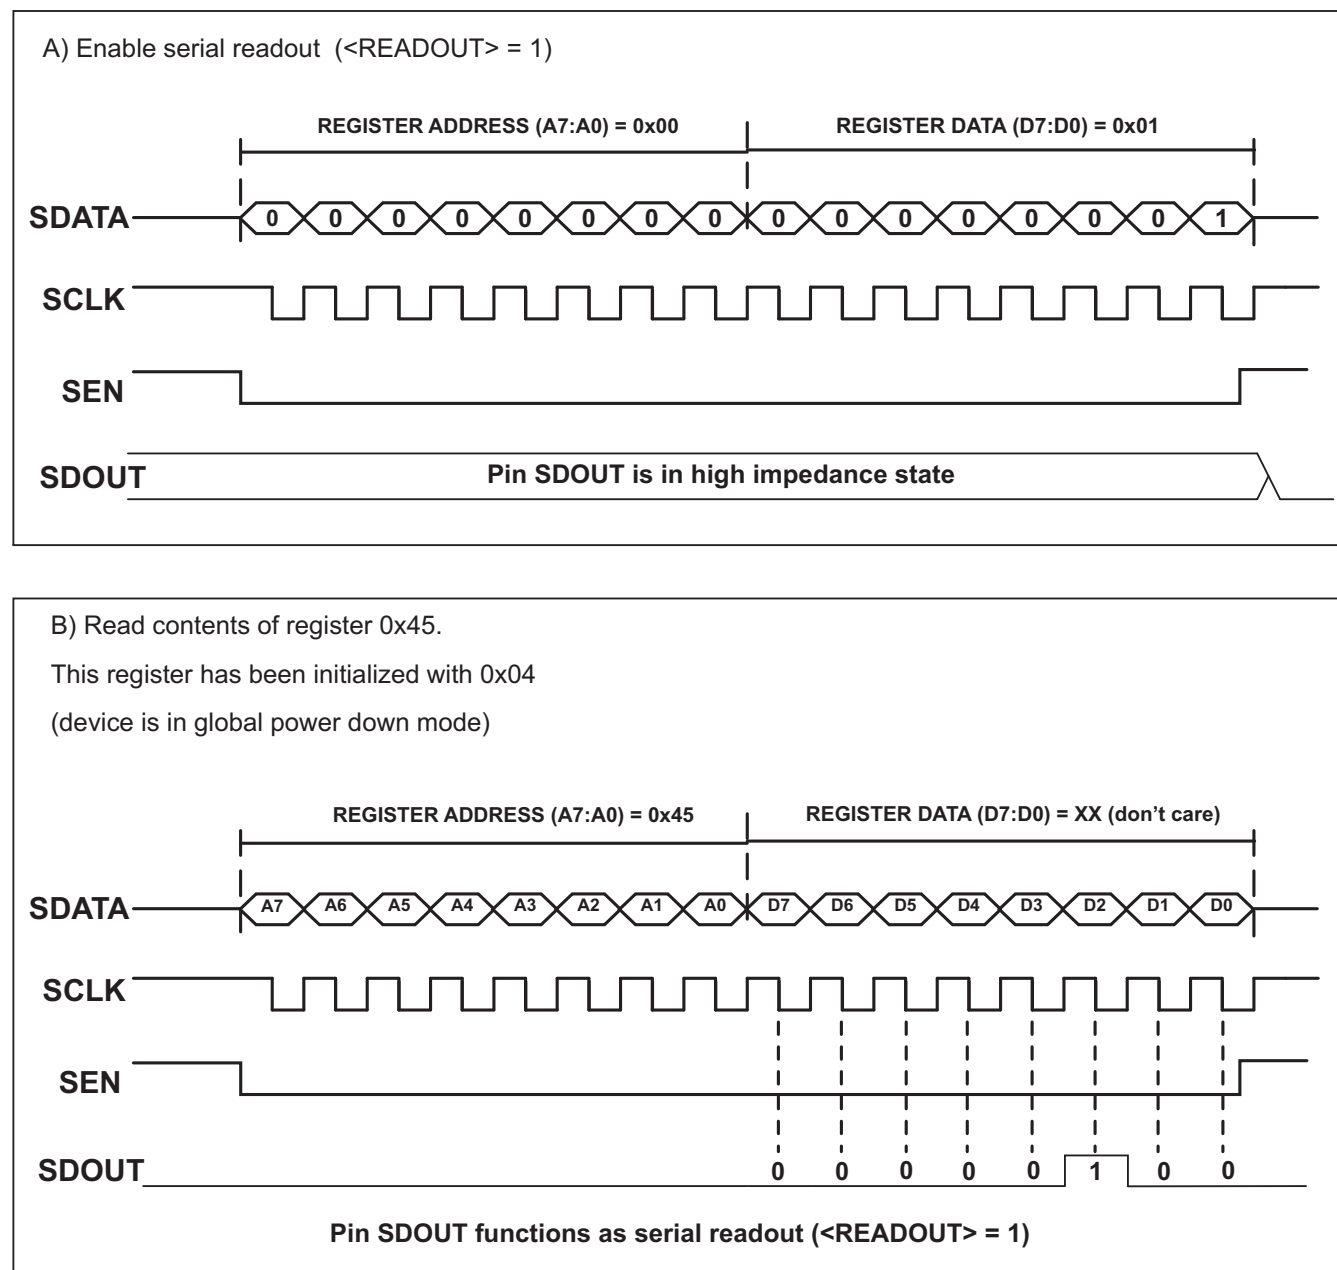 A) Enable serial readout (<READOUT> = 1)
REGISTER ADDRESS (A7:A0) = 0x00 REGISTER DATA (D7:D0) = 0x01
SDATA 0 0 0 0 0 0 0 0 0 0 0 0 0 0 0 1
SCLK
SEN
SDOUT Pin SDOUT is in high impedance state
B) Read contents of register 0x45.
This register has been initialized with 0x04
(device is in global power down mode)
REGISTER ADDRESS (A7:A0) = 0x45 REGISTER DATA (D7:D0) = XX (don’t care)
SDATA A7 A6 A5 A4 A3 A2 A1 A0 D7 D6 D5 D4 D3 D2 D1 D0
SCLK
SEN
SDOUT 0 0 0 0 0 1 0 0
Pin SDOUT functions as serial readout (<READOUT> = 1)